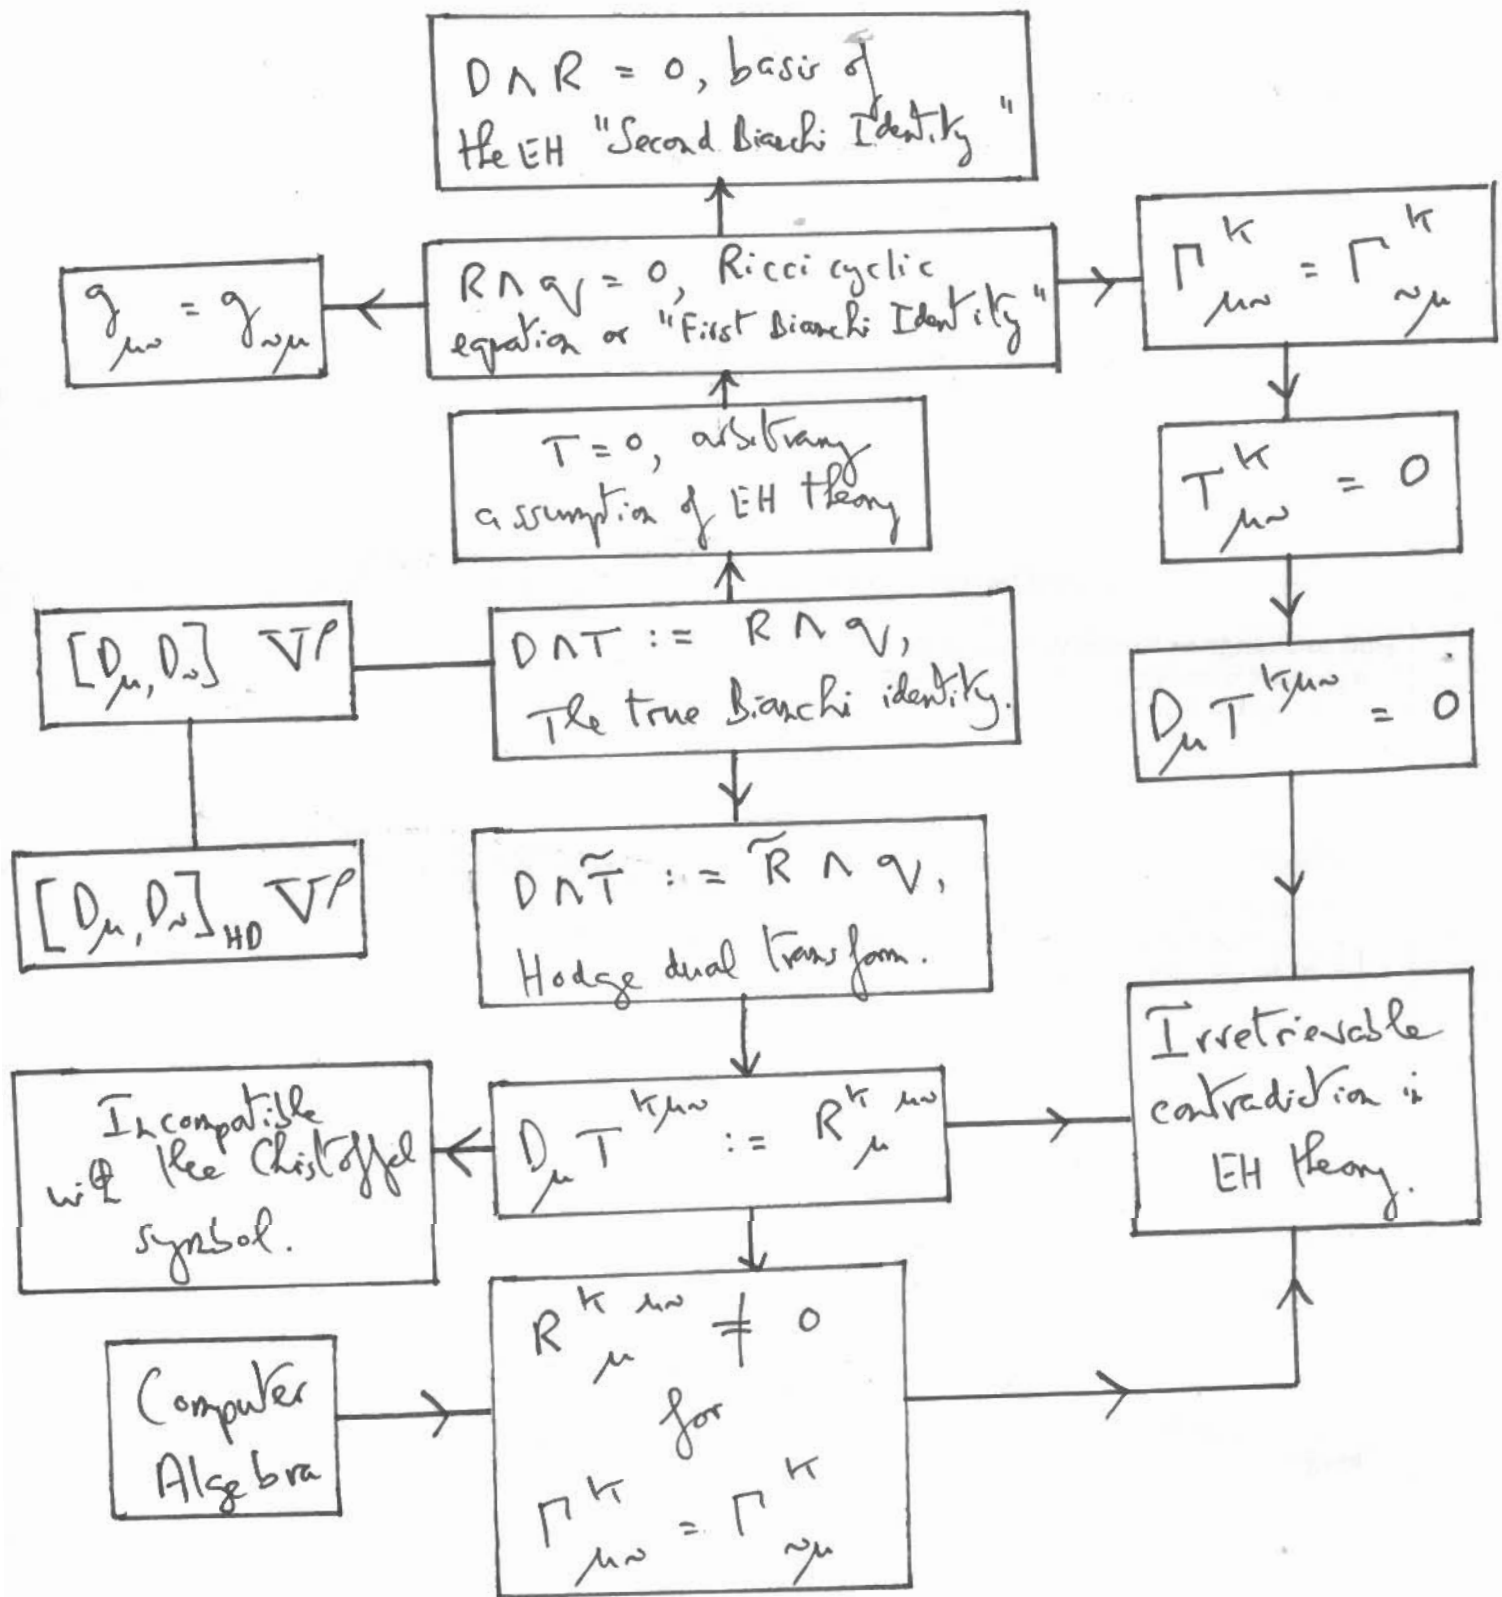 D ∧ R = 0, basis of
the EH "Second Bianchi Identity"
g_μν = g_νμ
R ∧ q = 0, Ricci cyclic
equation or "First Bianchi Identity"
Γ^κ_μν = Γ^κ_νμ
T = 0, arbitrary
assumption of EH theory
T^κ_μν = 0
[D_μ, D_ν] V^ρ
D ∧ T := R ∧ q,
The true Bianchi identity.
D_μ T^κμν = 0
[D_μ, D_ν]_HD V^ρ
D ∧ T̃ := R̃ ∧ q,
Hodge dual transform.
Incompatible
with the Chistoffel
symbol.
D_μ T^κμν := R^κ_μ^μν
Irretrievable
contradiction in
EH theory.
Computer
Algebra
R^κ_μ^μν ≠ 0
for
Γ^κ_μν = Γ^κ_νμ